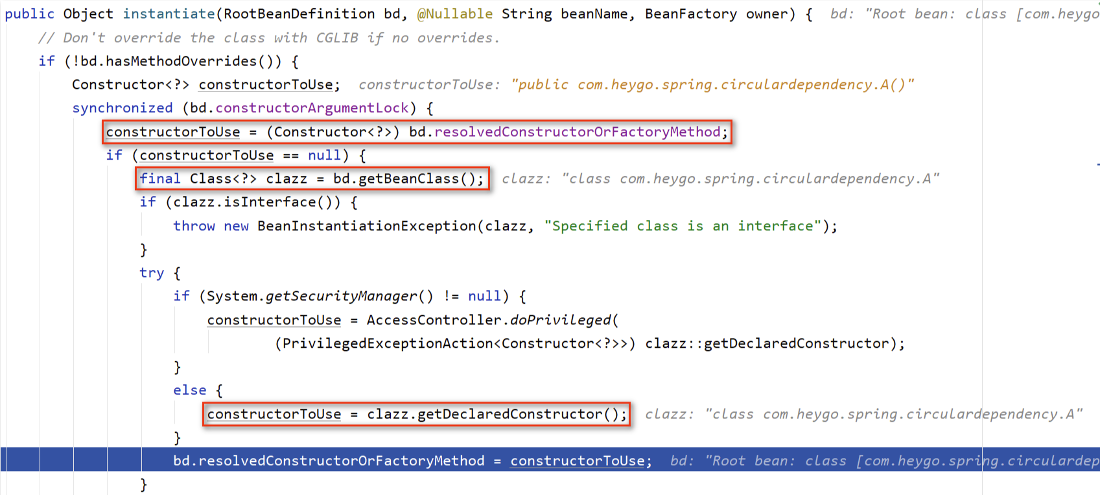 public Object instantiate(RootBeanDefinition bd, @Nullable String beanName, BeanFactory owner) {  bd: "Root bean: class [com.heygo
    // Don't override the class with CGLIB if no overrides.
    if (!bd.hasMethodOverrides()) {
        Constructor<?> constructorToUse;  constructorToUse: "public com.heygo.spring.circulardependency.A()"
        synchronized (bd.constructorArgumentLock) {
            constructorToUse = (Constructor<?>) bd.resolvedConstructorOrFactoryMethod;
            if (constructorToUse == null) {
                final Class<?> clazz = bd.getBeanClass();  clazz: "class com.heygo.spring.circulardependency.A"
                if (clazz.isInterface()) {
                    throw new BeanInstantiationException(clazz, "Specified class is an interface");
                }
                try {
                    if (System.getSecurityManager() != null) {
                        constructorToUse = AccessController.doPrivileged(
                                (PrivilegedExceptionAction<Constructor<?>>) clazz::getDeclaredConstructor);
                    }
                    else {
                        constructorToUse = clazz.getDeclaredConstructor();  clazz: "class com.heygo.spring.circulardependency.A"
                    }
                    bd.resolvedConstructorOrFactoryMethod = constructorToUse;  bd: "Root bean: class [com.heygo.spring.circulardep
                }